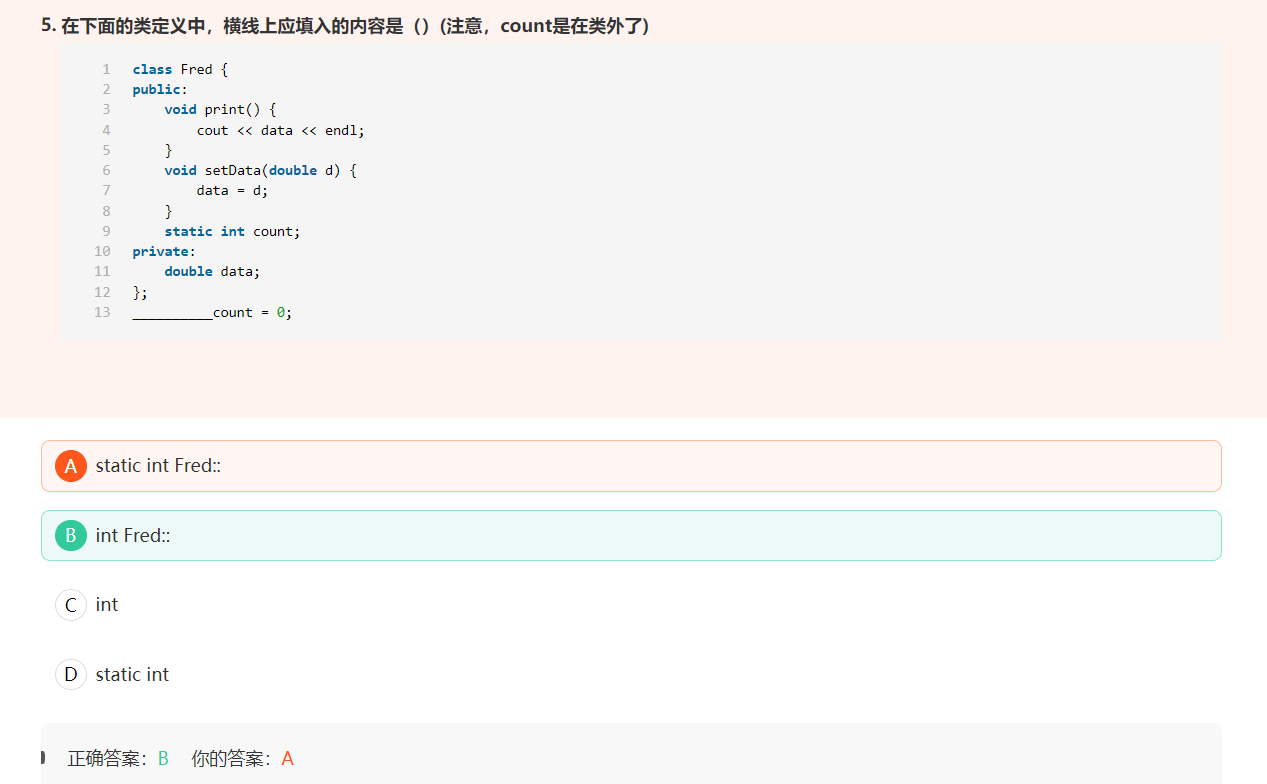 5. 在下面的类定义中，横线上应填入的内容是（）(注意，count是在类外了)
1 class Fred {
2 public:
3 void print() {
4 cout << data << endl;
5 }
6 void setData(double d) {
7 data = d;
8 }
9 static int count;
10 private:
11 double data;
12 };
13 __________count = 0;
A static int Fred::
B int Fred::
C int
D static int
正确答案：B 你的答案：A